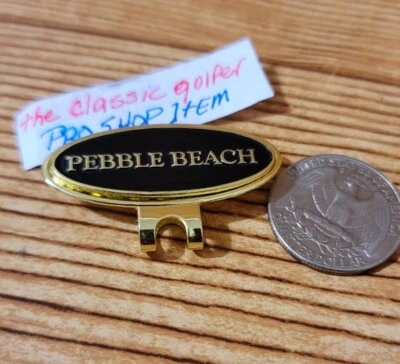 the classic golfer
PRO SHOP ITEM
PEBBLE BEACH